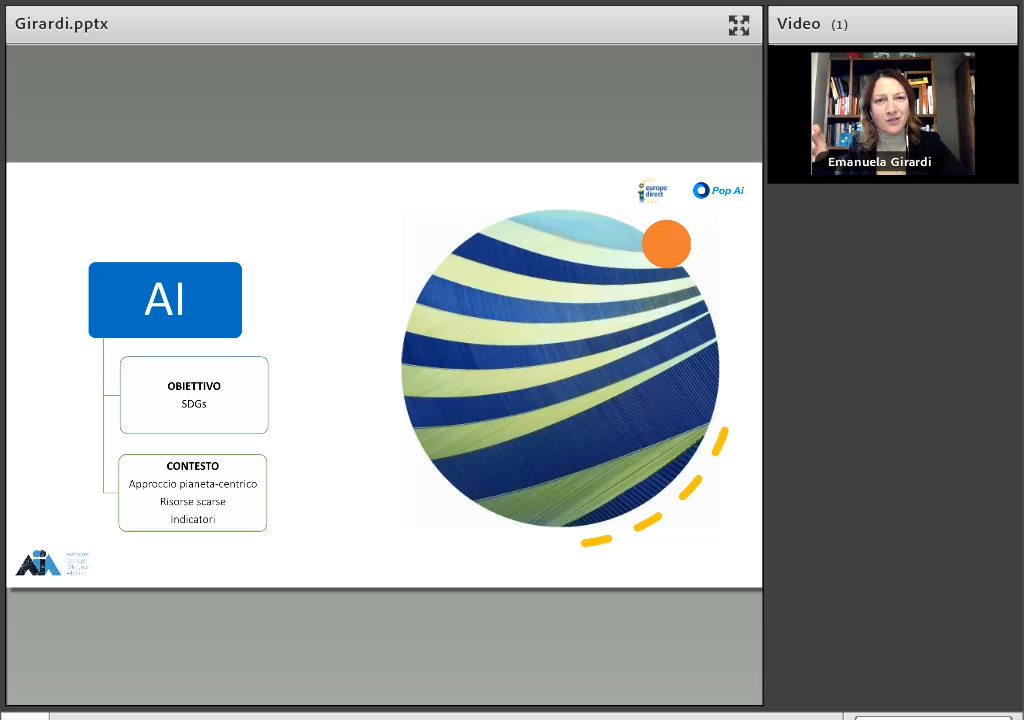 Girardi.pptx
Video (1)
Emanuela Girardi
europe
direct
Pop Ai
AI
OBIETTIVO
SDGs
CONTESTO
Approccio pianeta-centrico
Risorse scarse
Indicatori